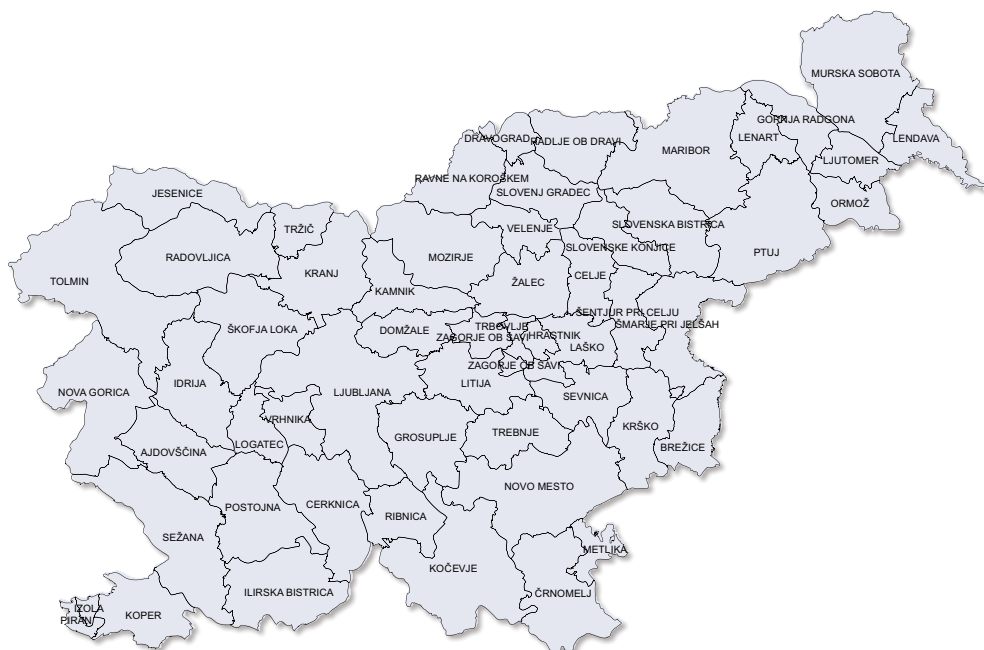 MURSKA SOBOTA
GORNJA RADGONA
LENART
LENDAVA
DRAVOGRAD
RADLJE OB DRAVI
MARIBOR
LJUTOMER
RAVNE NA KOROŠKEM
SLOVENJ GRADEC
JESENICE
ORMOŽ
TRŽIČ
VELENJE
SLOVENSKA BISTRICA
SLOVENSKE KONJICE
PTUJ
RADOVLJICA
MOZIRJE
KRANJ
CELJE
TOLMIN
ŽALEC
KAMNIK
ŠENTJUR PRI CELJU
ŠMARJE PRI JELŠAH
ŠKOFJA LOKA
DOMŽALE
TRBOVLJE
ZAGORJE OB SAVI
HRASTNIK
LAŠKO
ZAGORJE OB SAVI
IDRIJA
LITIJA
NOVA GORICA
LJUBLJANA
SEVNICA
VRHNIKA
KRŠKO
TREBNJE
GROSUPLJE
LOGATEC
BREŽICE
AJDOVŠČINA
NOVO MESTO
CERKNICA
POSTOJNA
RIBNICA
SEŽANA
METLIKA
KOČEVJE
ILIRSKA BISTRICA
ČRNOMELJ
IZOLA
KOPER
PIRAN